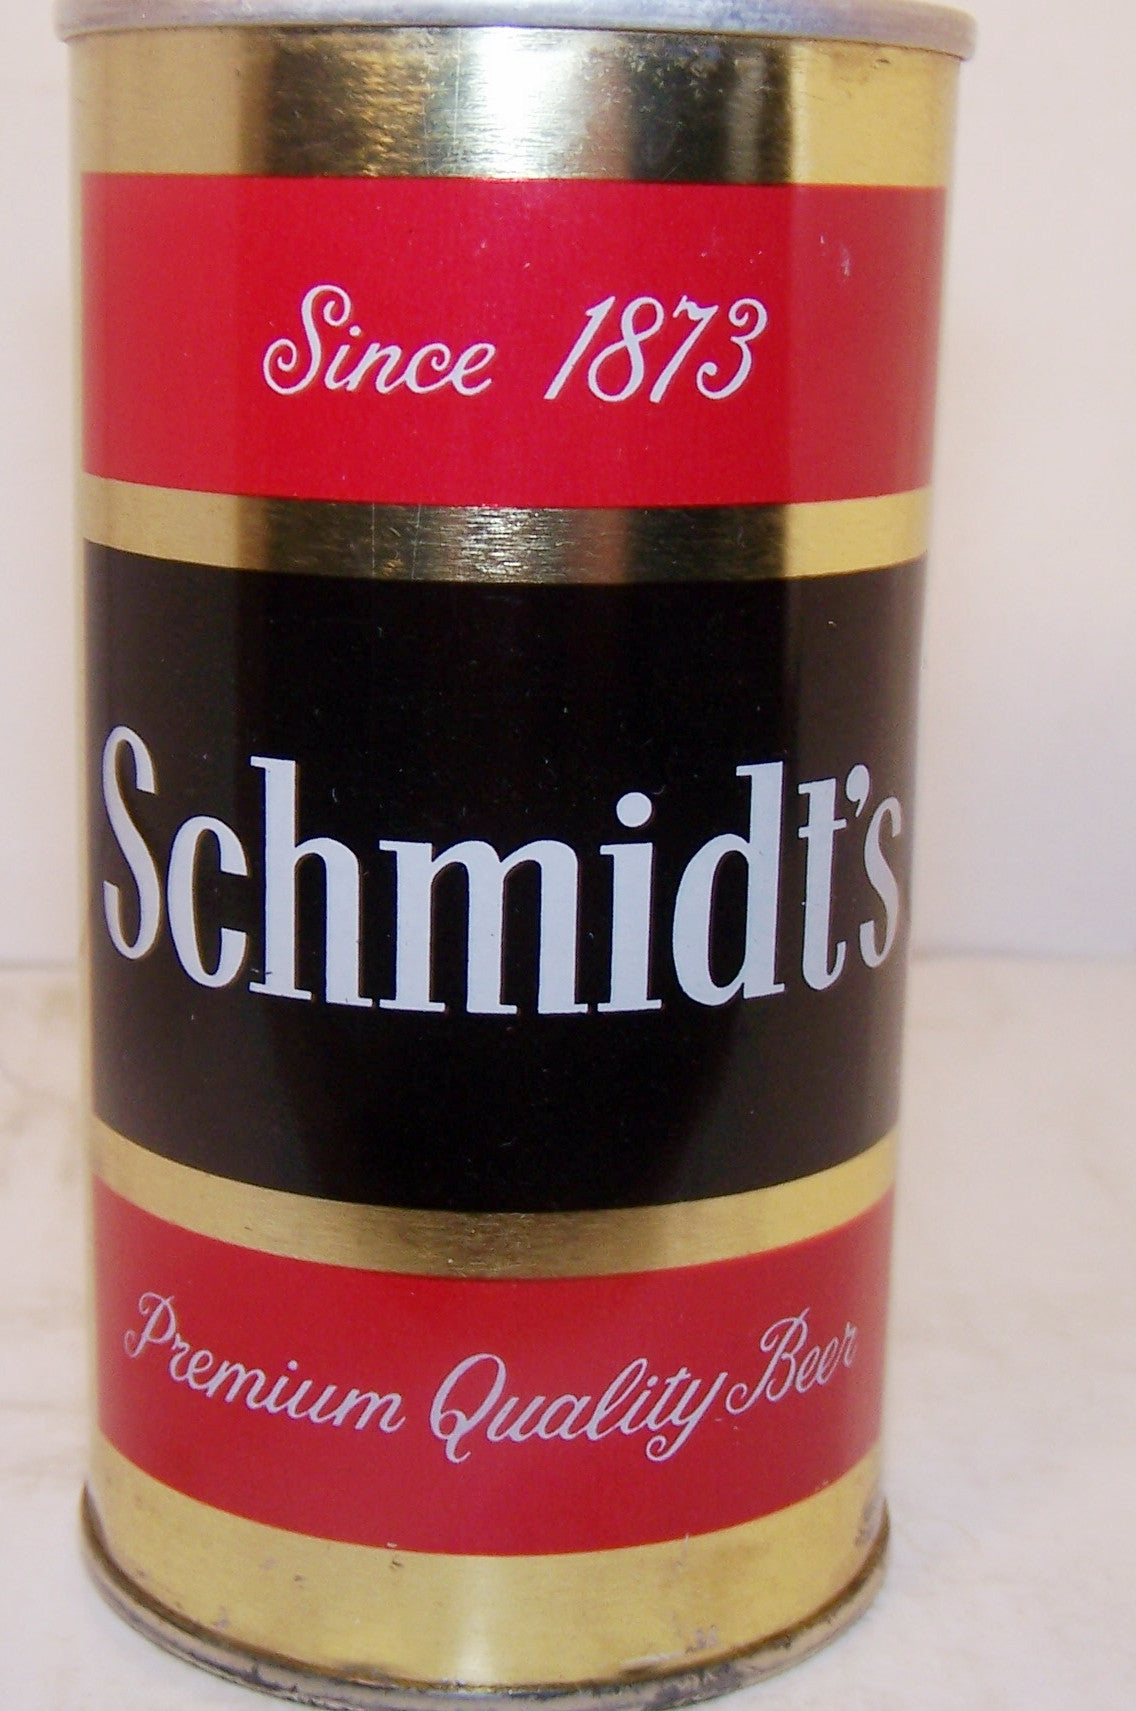 Since 1873
Schmidt's
Premium Quality Beer